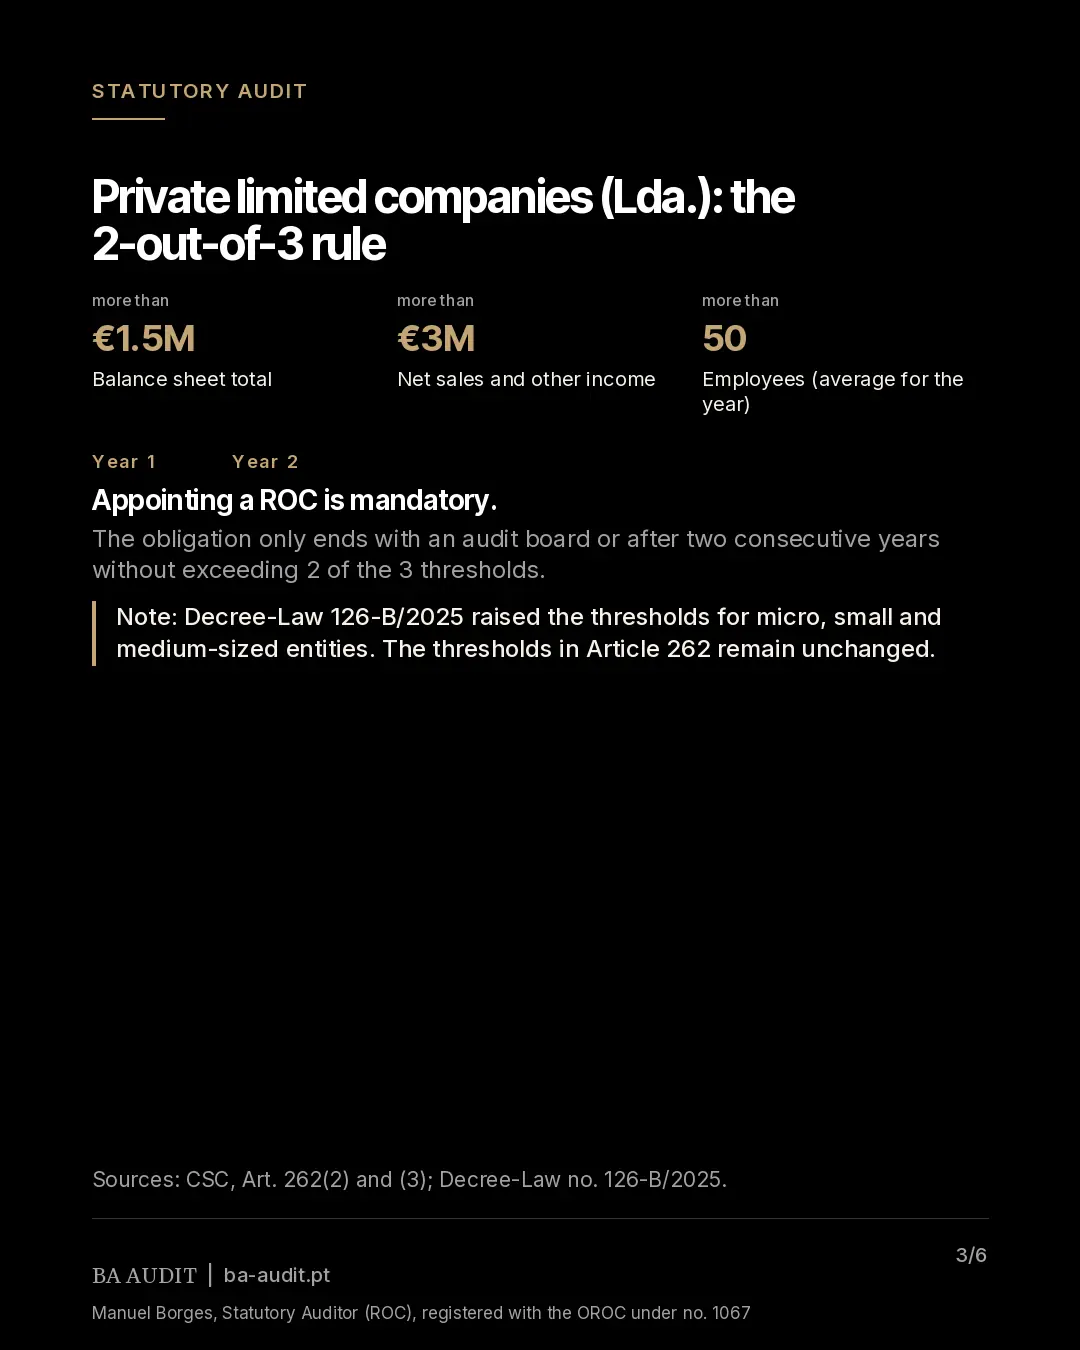 STATUTORY AUDIT
Private limited companies (Lda.): the
2-out-of-3 rule
more than
€1.5M
Balance sheet total
more than
€3M
Net sales and other income
more than
50
Employees (average for the
year)
Year 1 Year 2
Appointing a ROC is mandatory.
The obligation only ends with an audit board or after two consecutive years
without exceeding 2 of the 3 thresholds.
Note: Decree-Law 126-B/2025 raised the thresholds for micro, small and
medium-sized entities. The thresholds in Article 262 remain unchanged.
Sources: CSC, Art. 262(2) and (3); Decree-Law no. 126-B/2025.
3/6
BA AUDIT | ba-audit.pt
Manuel Borges, Statutory Auditor (ROC), registered with the OROC under no. 1067